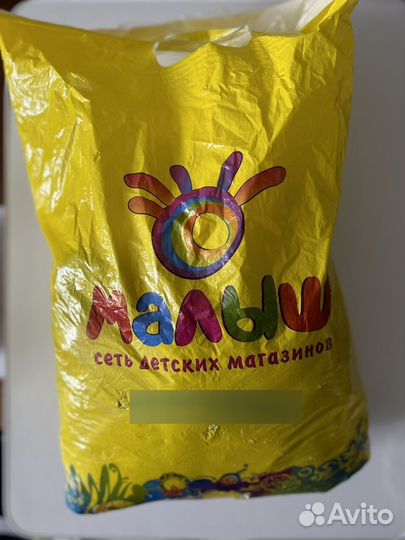 малыш
сеть детских магазинов
Avito